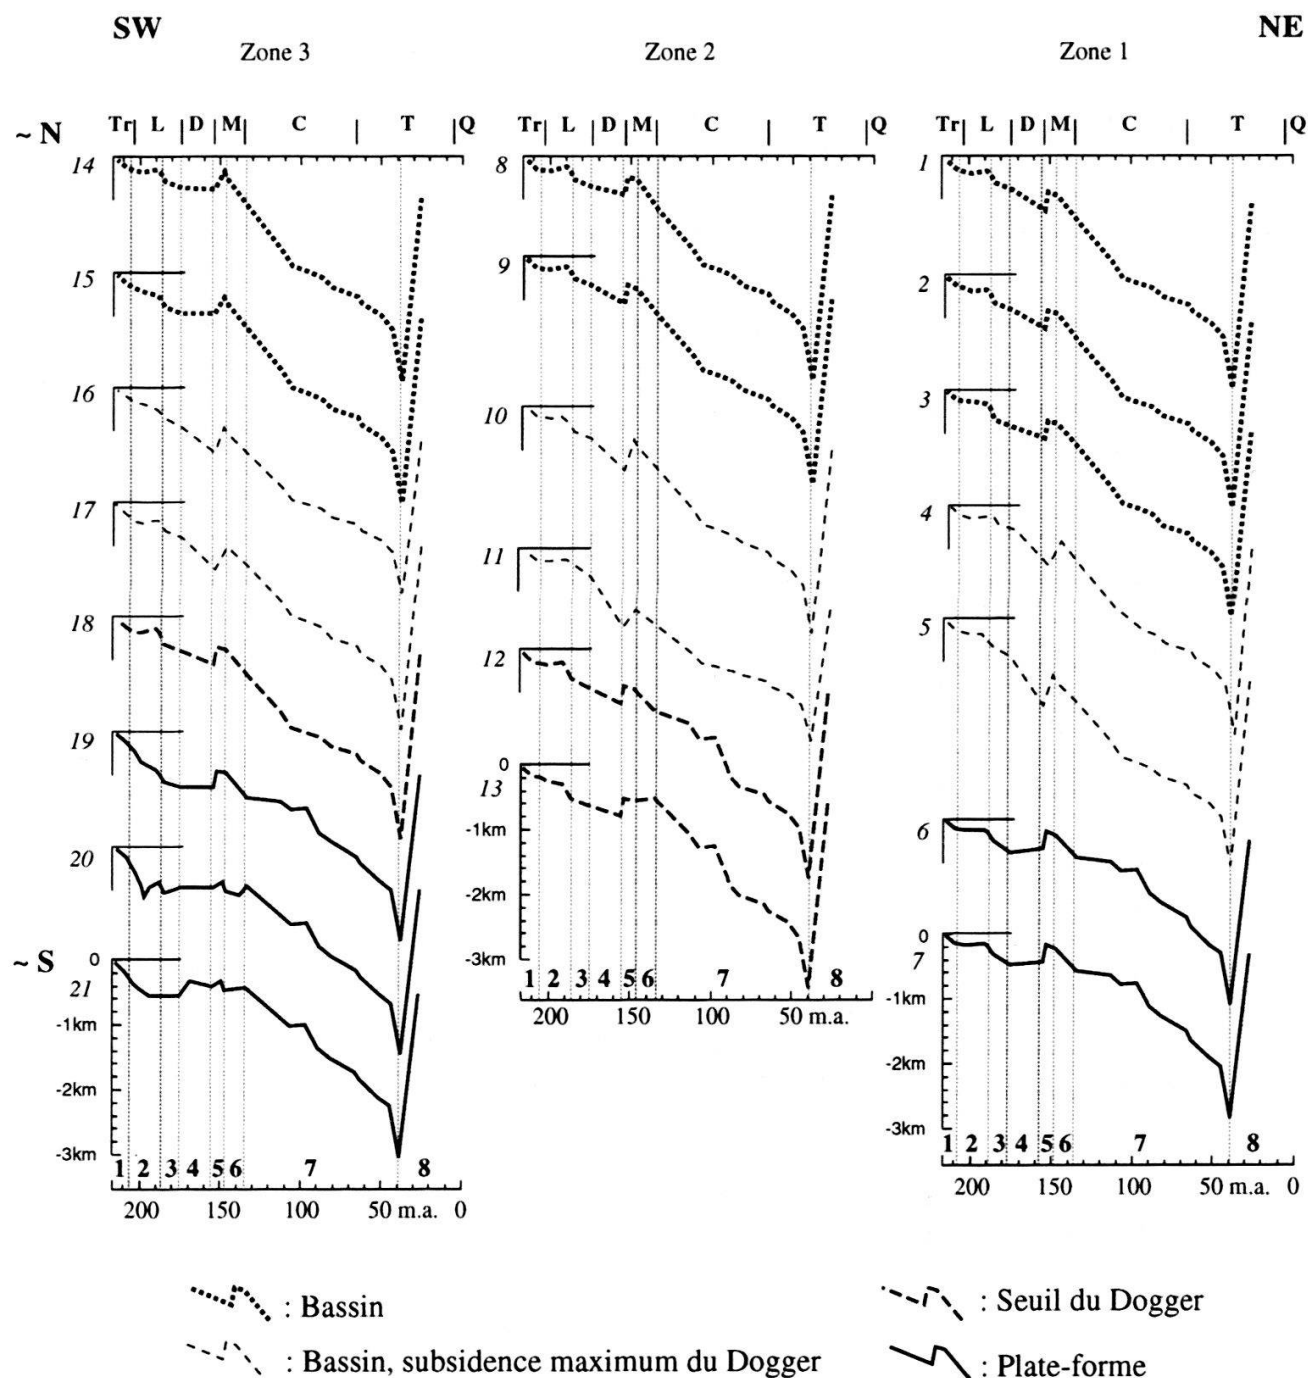 SW NE
Zone 3 Zone 2 Zone 1
~ N Tr L D M C T Q Tr L D M C T Q Tr L D M C T Q
14 8 1
15 9 2
16 10 3
17 11 4
18 12 5
19 0 6
13
-1km
20 -2km 0
~ S 0 -3km 7
21 1 2 3 4 5 6 7 8 -1km
-1km 200 150 100 50 m.a. 0 -2km
-2km -3km
-3km 1 2 3 4 5 6 7 8
1 2 3 4 5 6 7 8 200 150 100 50 m.a. 0
200 150 100 50 m.a. 0
: Bassin : Seuil du Dogger
: Bassin, subsidence maximum du Dogger : Plate-forme